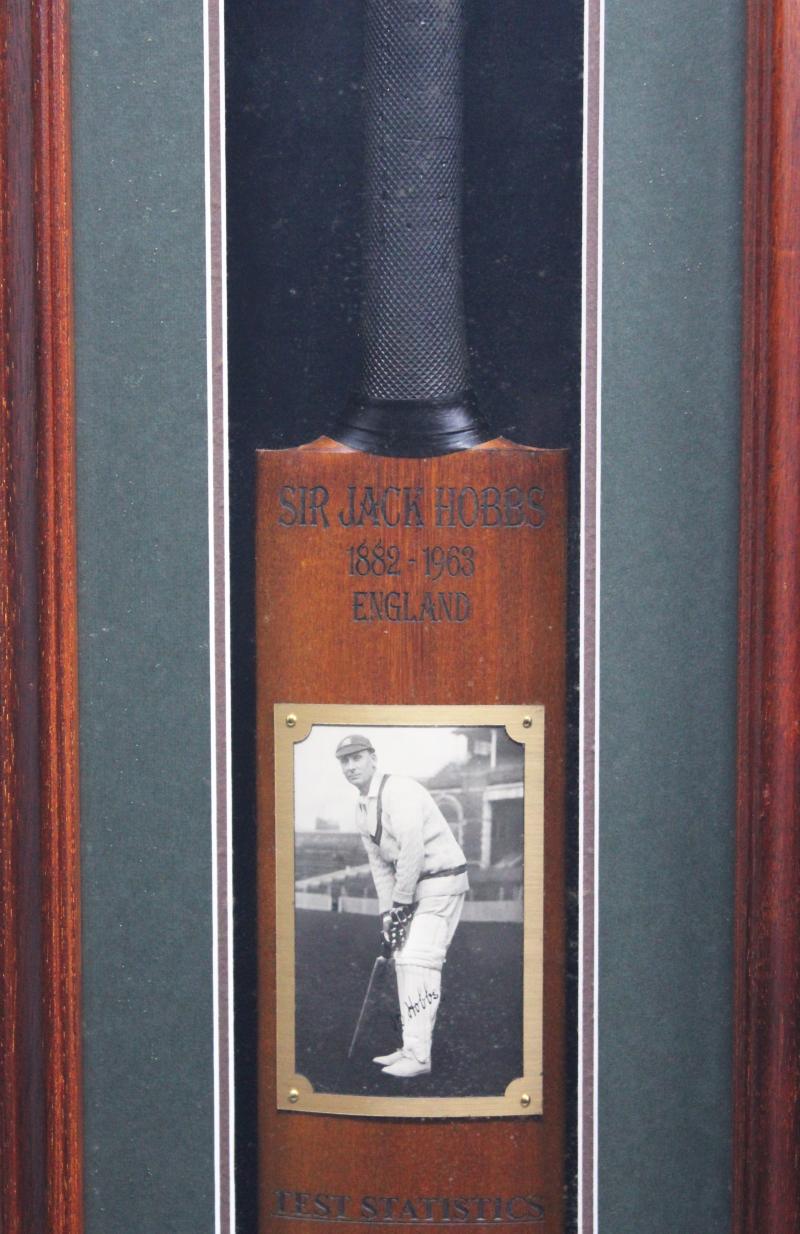 SIR JACK HOBBS
1882 - 1963
ENGLAND
Hobbs
TEST STATISTICS